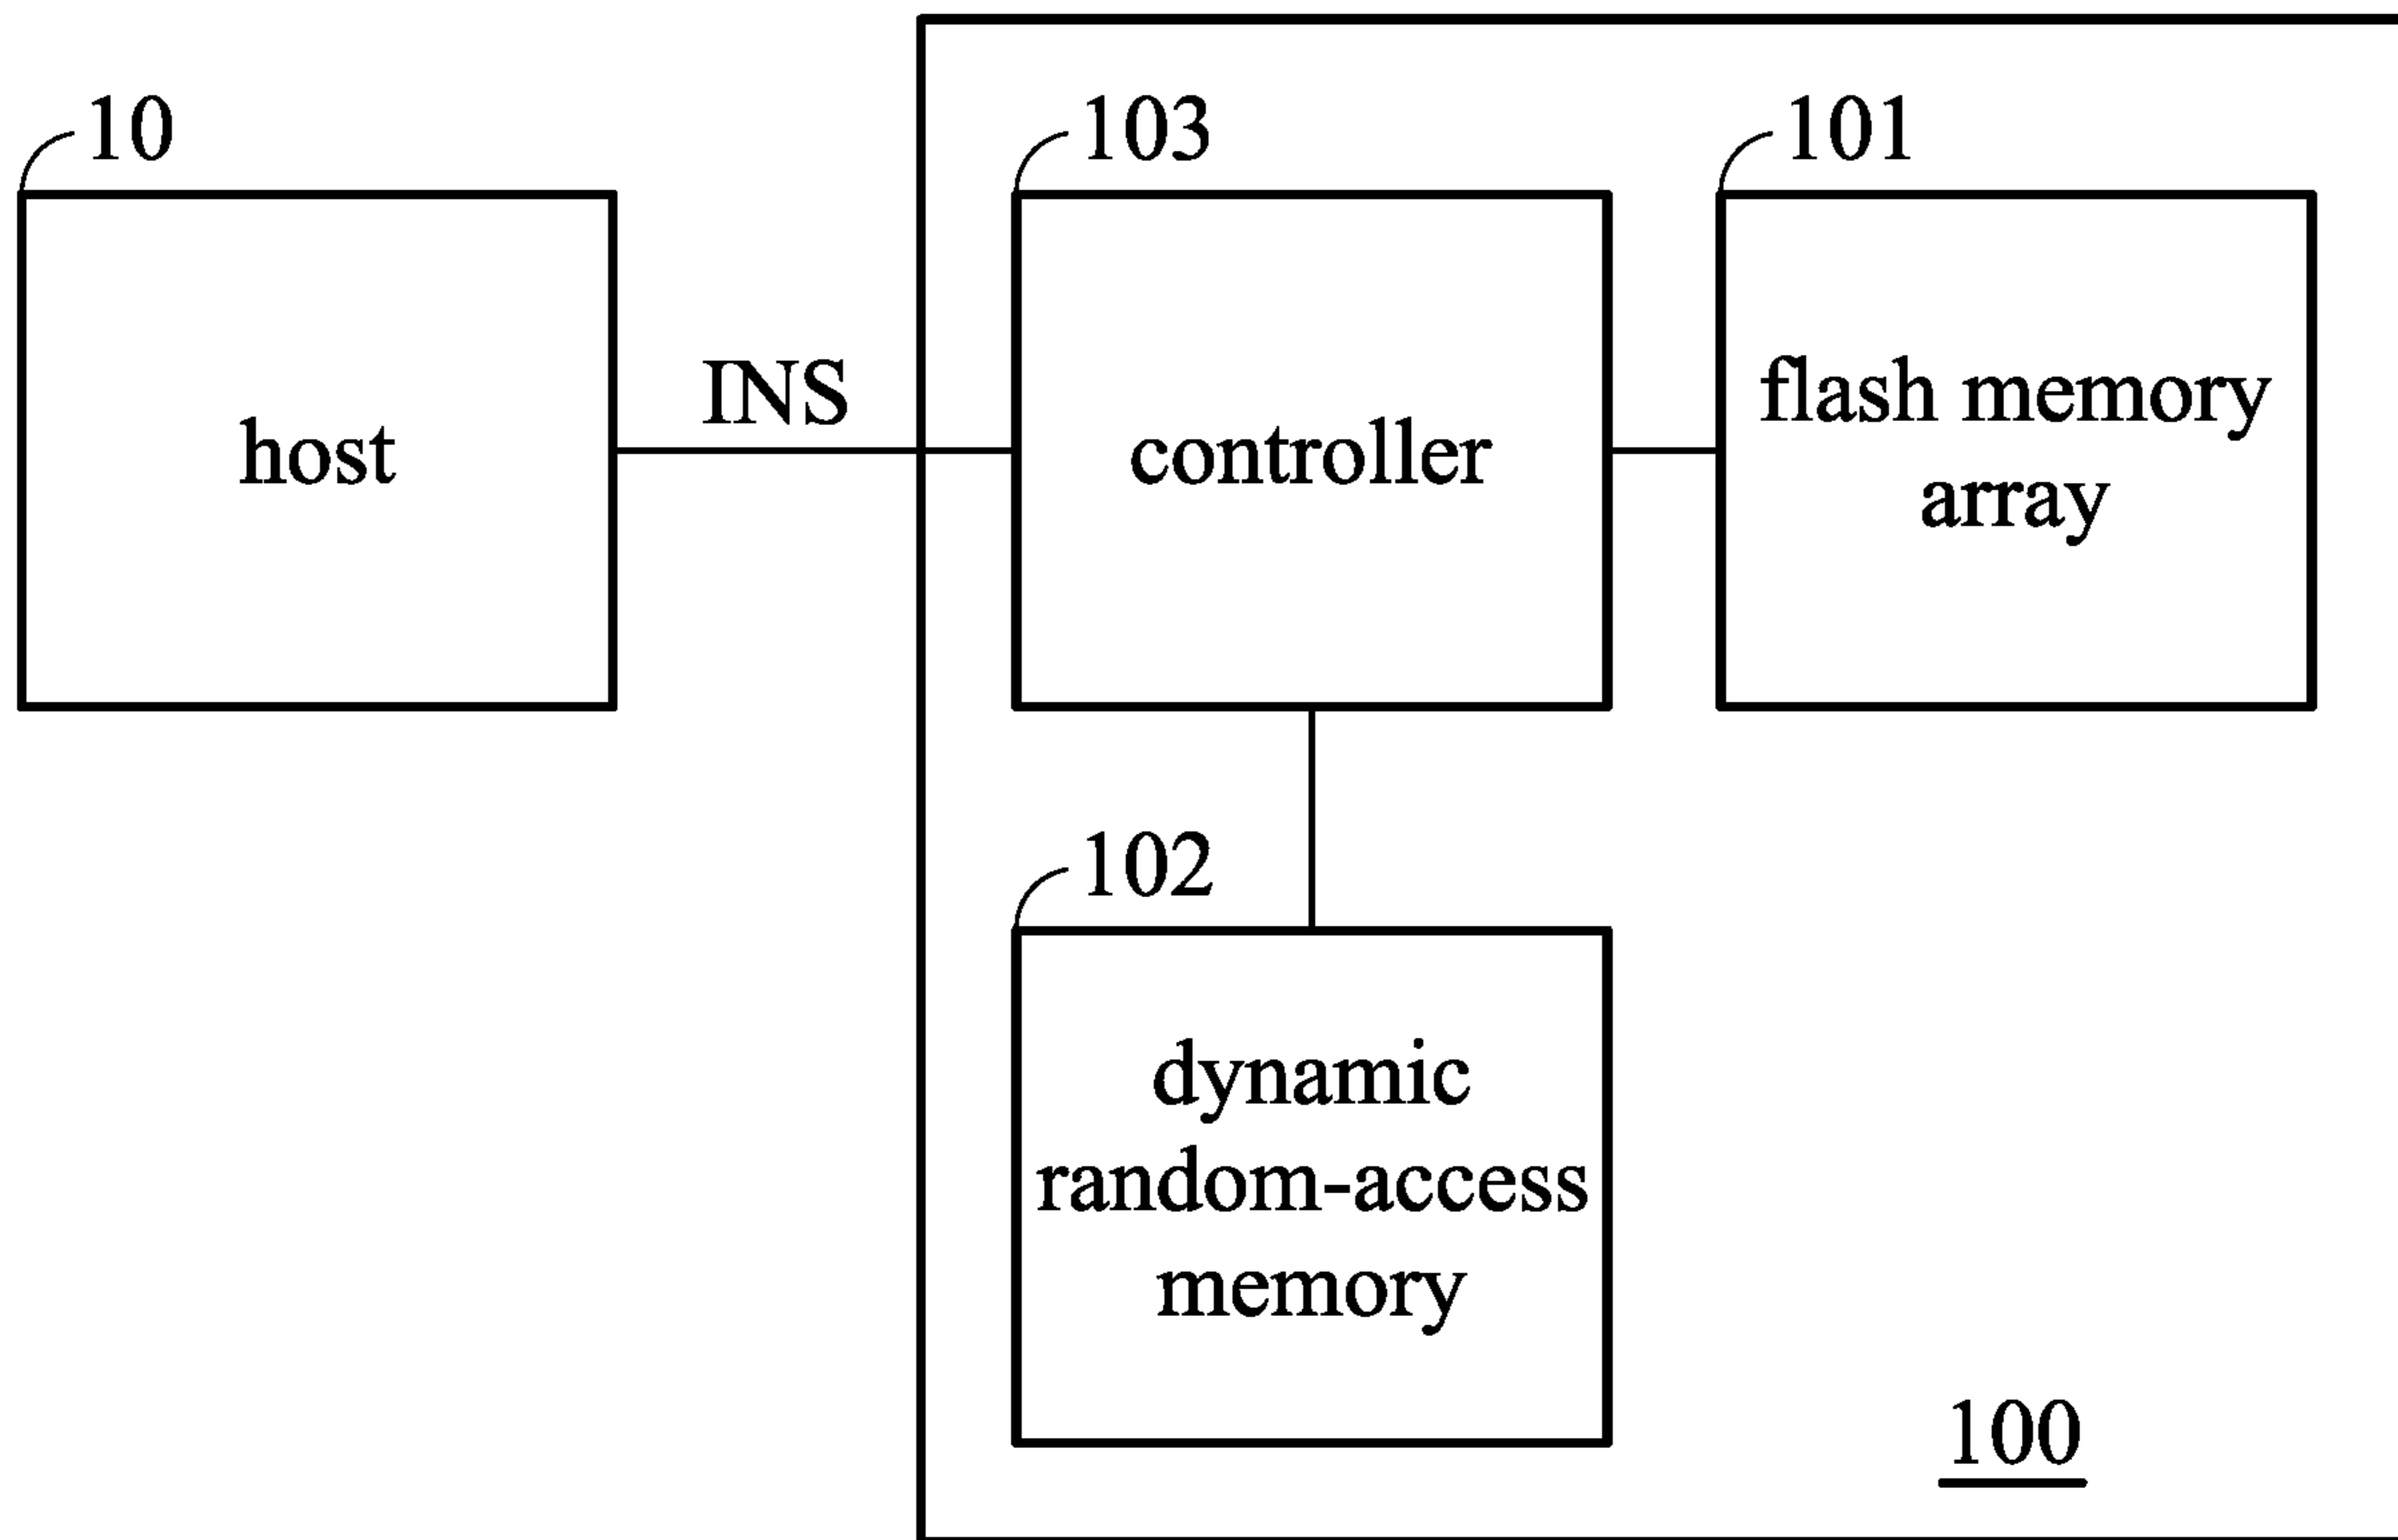 10
103
101
host
INS
controller
flash memory
array
102
dynamic
random-access
memory
100